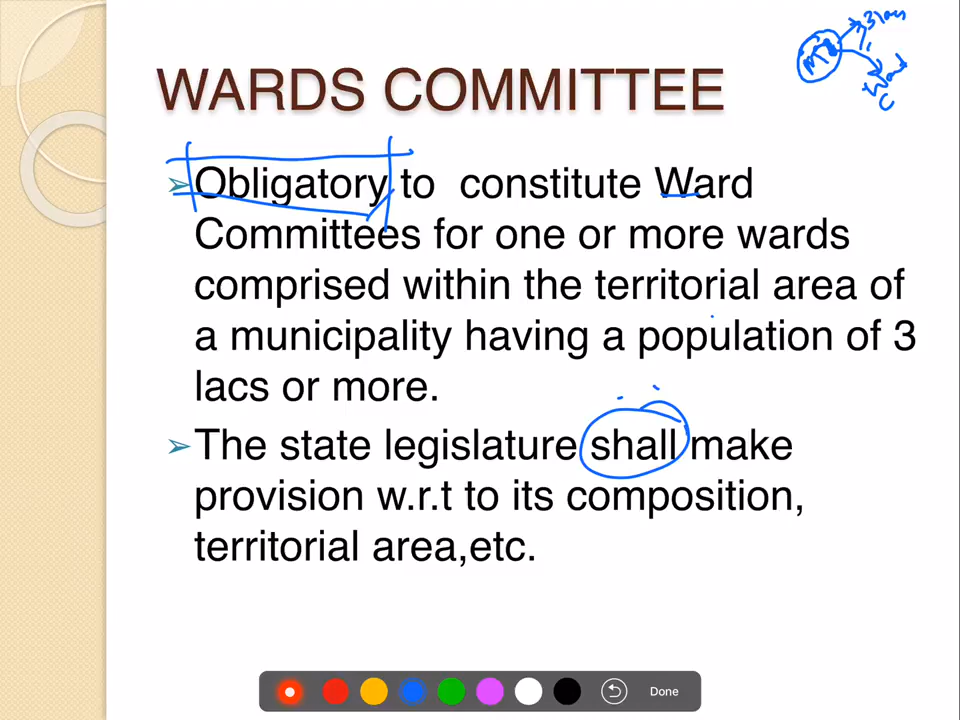 3 lacs
WARDS COMMITTEE
➢Obligatory to constitute Ward
Committees for one or more wards
comprised within the territorial area of
a municipality having a population of 3
lacs or more.
➢The state legislature shall make
provision w.r.t to its composition,
territorial area,etc.
Done